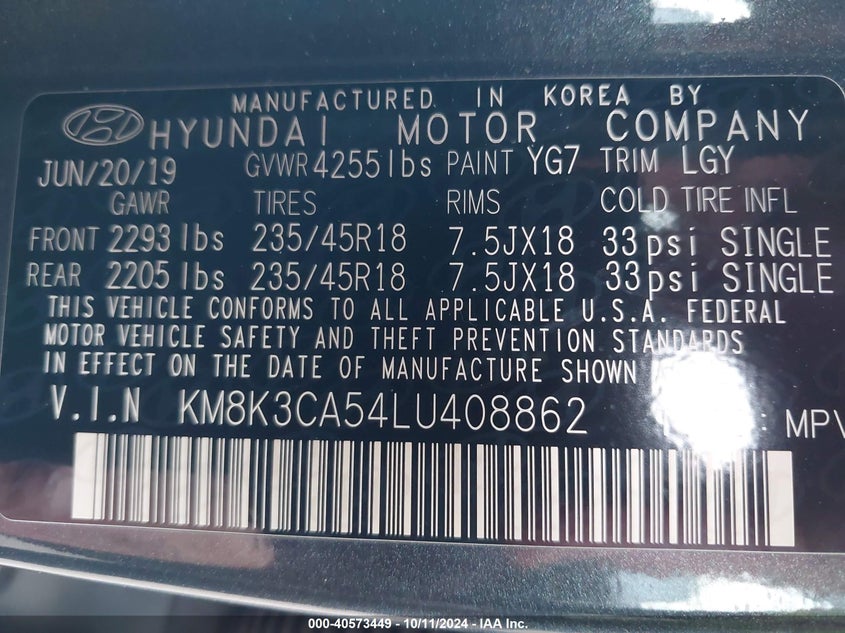 MANUFACTURED IN KOREA BY
HYUNDAI MOTOR COMPANY
JUN/20/19 GVWR 4255 lbs PAINT YG7 TRIM LGY
GAWR TIRES RIMS COLD TIRE INFL
FRONT 2293 lbs 235/45R18 7.5JX18 33psi SINGLE
REAR 2205 lbs 235/45R18 7.5JX18 33psi SINGLE
THIS VEHICLE CONFORMS TO ALL APPLICABLE U.S.A. FEDERAL
MOTOR VEHICLE SAFETY AND THEFT PREVENTION STANDARDS
IN EFFECT ON THE DATE OF MANUFACTURE SHOWN
V.I.N KM8K3CA54LU408862 : MPV
000-40573449 - 10/11/2024 - IAA Inc.